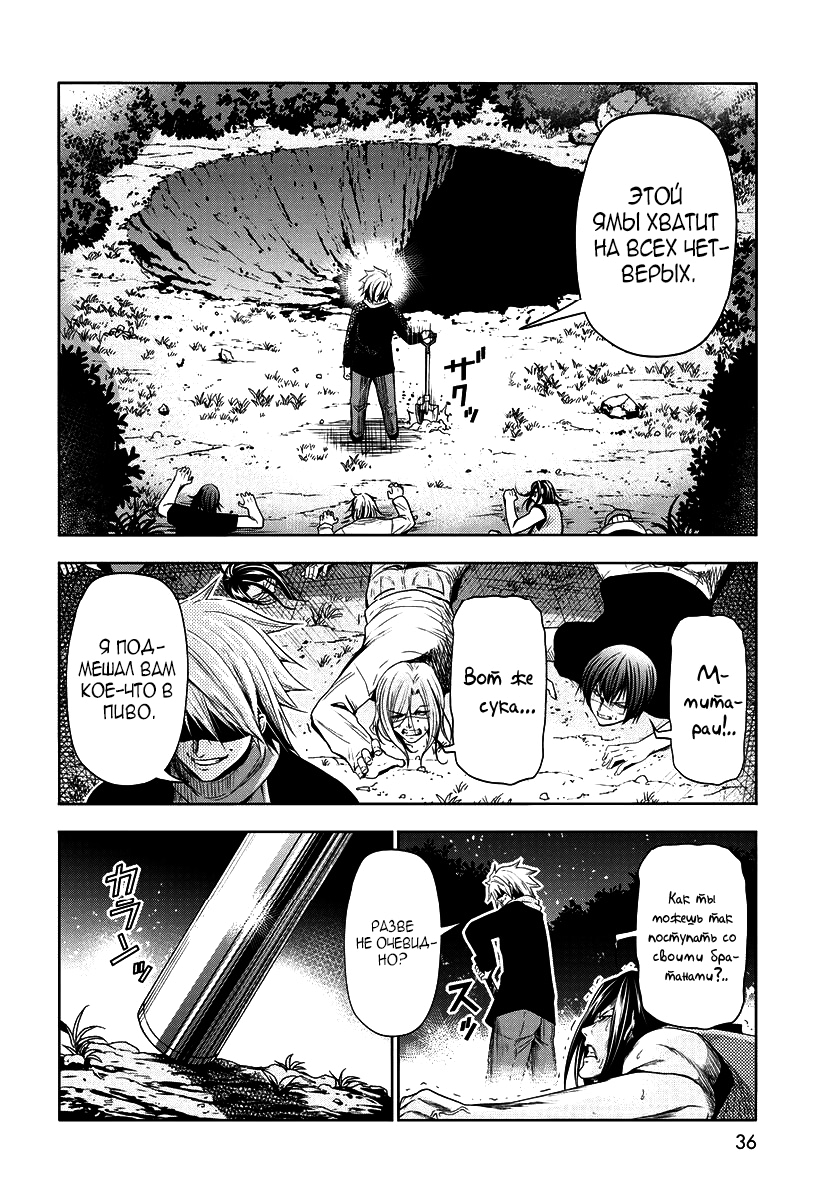 ЭТОЙ
ЯМЫ ХВАТИТ
НА ВСЕХ ЧЕТ-
ВЕРЫХ.
ザクッ
М-
мита-
раи!..
Вот же
сука...
Я ПОД-
МЕШАЛ ВАМ
КОЕ-ЧТО В
ПИВО.
Как ты
можешь так
поступать со
своими бра-
танами?..
РАЗВЕ
НЕ ОЧЕВИД-
НО?
スッ
カラーンッ
36